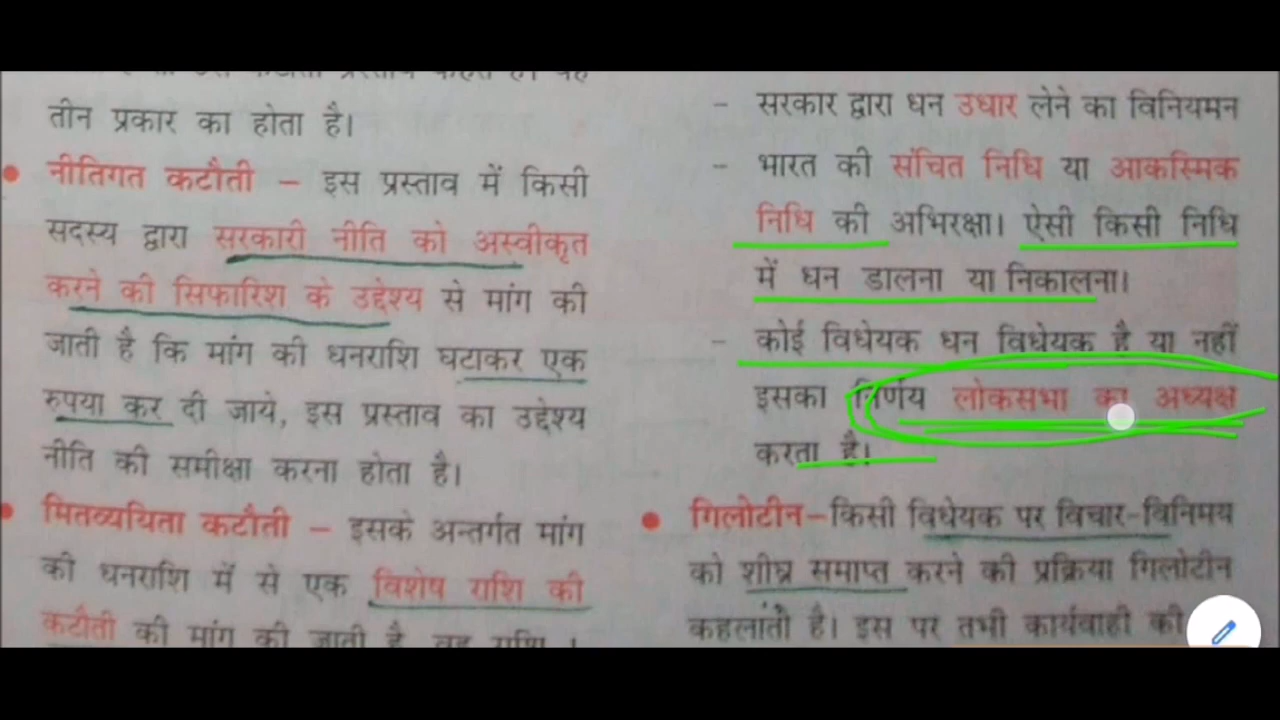 तीन प्रकार का होता है।
नीतिगत कटौती – इस प्रस्ताव में किसी
सदस्य द्वारा सरकारी नीति को अस्वीकृत
करने की सिफारिश के उद्देश्य से मांग की
जाती है कि मांग की धनराशि घटाकर एक
रुपया कर दी जाये, इस प्रस्ताव का उद्देश्य
नीति की समीक्षा करना होता है।
मितव्ययिता कटौती – इसके अन्तर्गत मांग
की धनराशि में से एक विशेष राशि की
कटौती की मांग की जाती है
- सरकार द्वारा धन उधार लेने का विनियमन
- भारत की संचित निधि या आकस्मिक
निधि की अभिरक्षा। ऐसी किसी निधि
में धन डालना या निकालना।
- कोई विधेयक धन विधेयक है या नहीं
इसका निर्णय लोकसभा का अध्यक्ष
करता है।
गिलोटीन–किसी विधेयक पर विचार-विनिमय
को शीघ्र समाप्त करने की प्रक्रिया गिलोटीन
कहलाती है। इस पर तभी कार्यवाही की